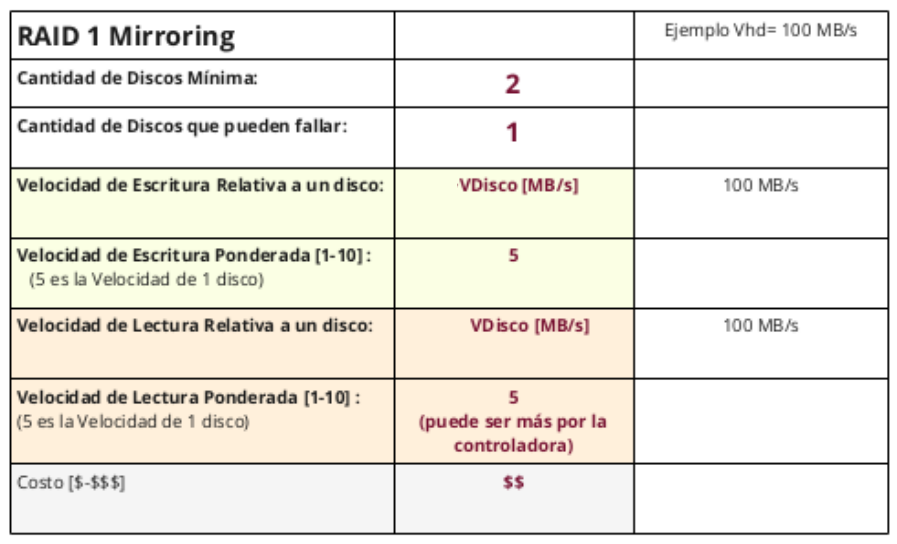 RAID 1 Mirroring
Ejemplo Vhd= 100 MB/s
Cantidad de Discos Mínima:
2
Cantidad de Discos que pueden fallar:
1
Velocidad de Escritura Relativa a un disco:
VDisco [MB/s]
100 MB/s
Velocidad de Escritura Ponderada [1-10] :
5
(5 es la Velocidad de 1 disco)
Velocidad de Lectura Relativa a un disco:
VDisco [MB/s]
100 MB/s
Velocidad de Lectura Ponderada [1-10] :
(5 es la Velocidad de 1 disco)
5
(puede ser más por la
controladora)
Costo [$-$$$]
$$